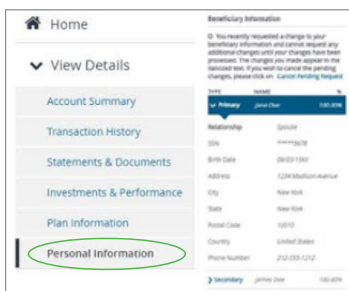 Home
View Details
Account Summary
Transaction History
Statements & Documents
Investments & Performance
Plan Information
Personal Information
Beneficiary Information
You recently requested a change to your
beneficiary information and cannot request any
additional changes until your changes have been
processed. The changes you made appear in the
italicized text. If you wish to cancel the pending
changes, please click on Cancel Pending Request
TYPE NAME %
Primary Jane Doe 100.00%
Relationship Spouse
SSN *****5678
Birth Date
Address 1234 Madison Avenue
City New York
State New York
Postal Code 10010
Country United States
Phone Number 212-555-1212
Secondary James Doe 100.00%